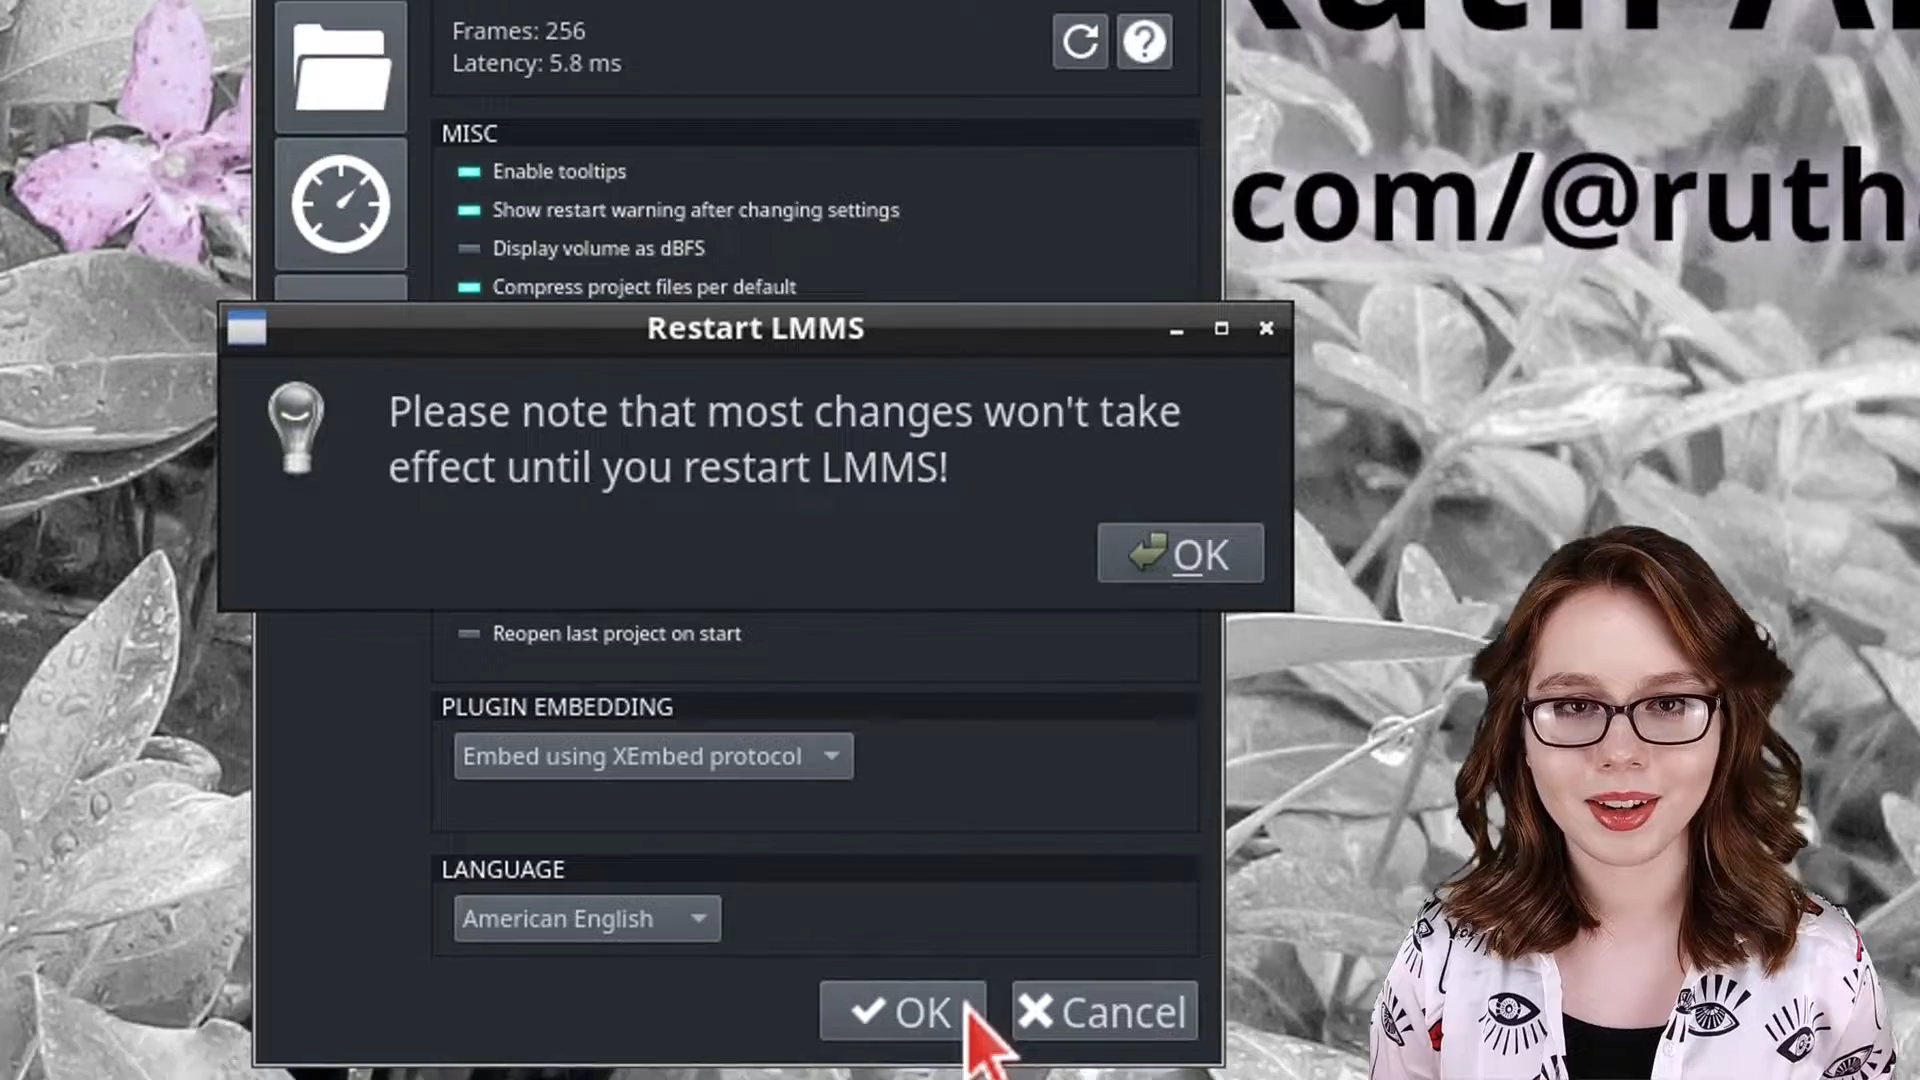 Frames: 256
Latency: 5.8 ms
MISC
Enable tooltips
Show restart warning after changing settings
Display volume as dBFS
Compress project files per default
com/@ruth
Restart LMMS
Please note that most changes won't take
effect until you restart LMMS!
OK
Reopen last project on start
PLUGIN EMBEDDING
Embed using XEmbed protocol
LANGUAGE
American English
OK
Cancel